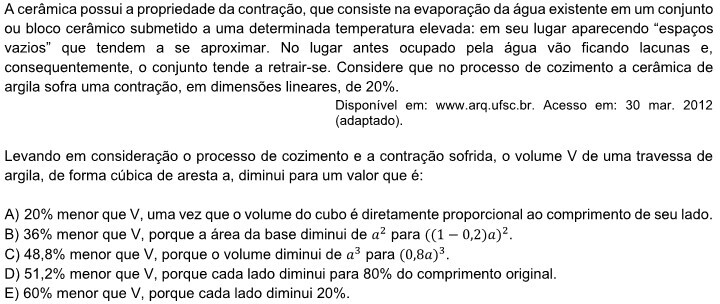 A cerâmica possui a propriedade da contração, que consiste na evaporação da água existente em um conjunto
ou bloco cerâmico submetido a uma determinada temperatura elevada: em seu lugar aparecendo “espaços
vazios” que tendem a se aproximar. No lugar antes ocupado pela água vão ficando lacunas e,
consequentemente, o conjunto tende a retrair-se. Considere que no processo de cozimento a cerâmica de
argila sofra uma contração, em dimensões lineares, de 20%.
Disponível em: www.arq.ufsc.br. Acesso em: 30 mar. 2012
(adaptado).
Levando em consideração o processo de cozimento e a contração sofrida, o volume V de uma travessa de
argila, de forma cúbica de aresta a, diminui para um valor que é:
A) 20% menor que V, uma vez que o volume do cubo é diretamente proporcional ao comprimento de seu lado.
B) 36% menor que V, porque a área da base diminui de a² para ((1 − 0,2)a)².
C) 48,8% menor que V, porque o volume diminui de a³ para (0,8a)³.
D) 51,2% menor que V, porque cada lado diminui para 80% do comprimento original.
E) 60% menor que V, porque cada lado diminui 20%.